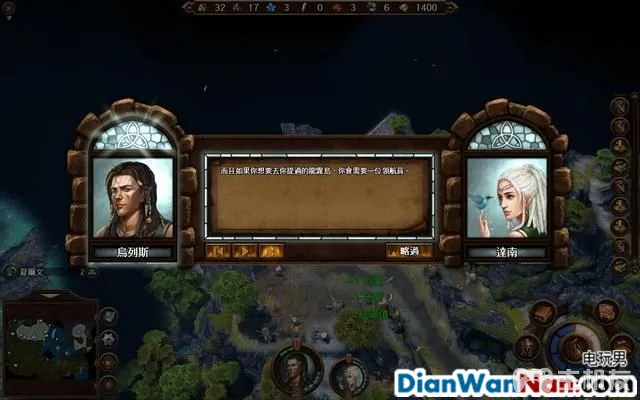 32 17 3 0 3 6 1400
而且如果你想要去你提過的龍霧島,你會需要一位領航員。
烏列斯
略過
達南
夏爾文 2
电玩男
DianWanNan.com